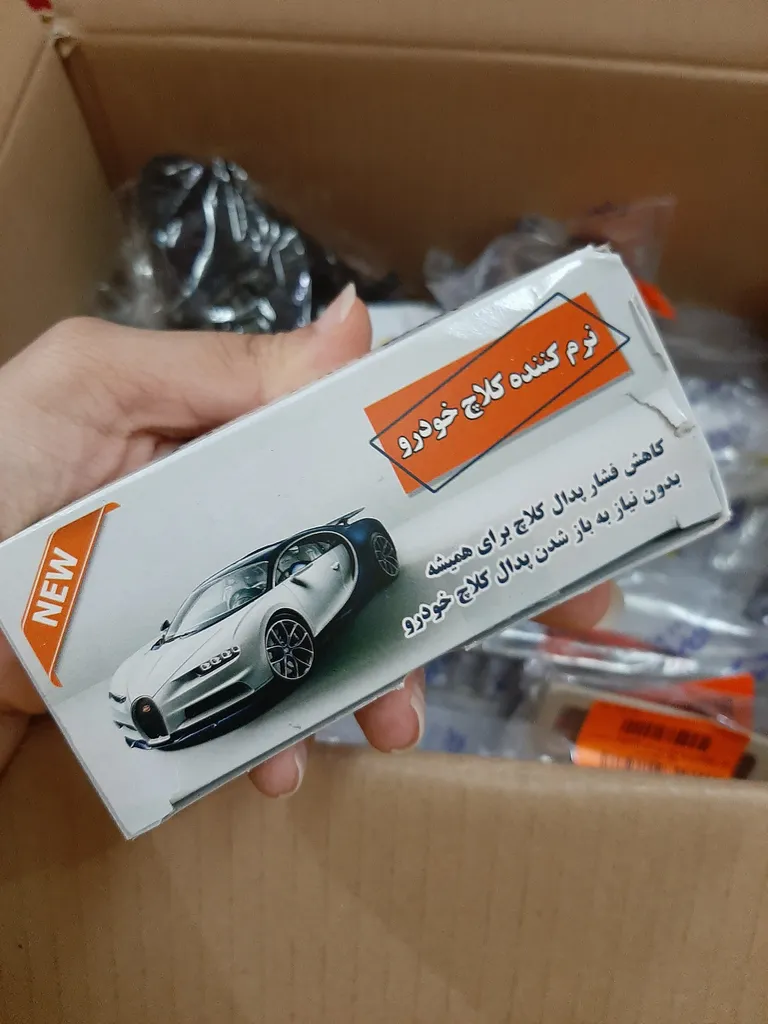 نرم کننده کلاچ خودرو
کاهش فشار پدال کلاچ برای همیشه
بدون نیاز به باز شدن پدال کلاچ خودرو
NEW